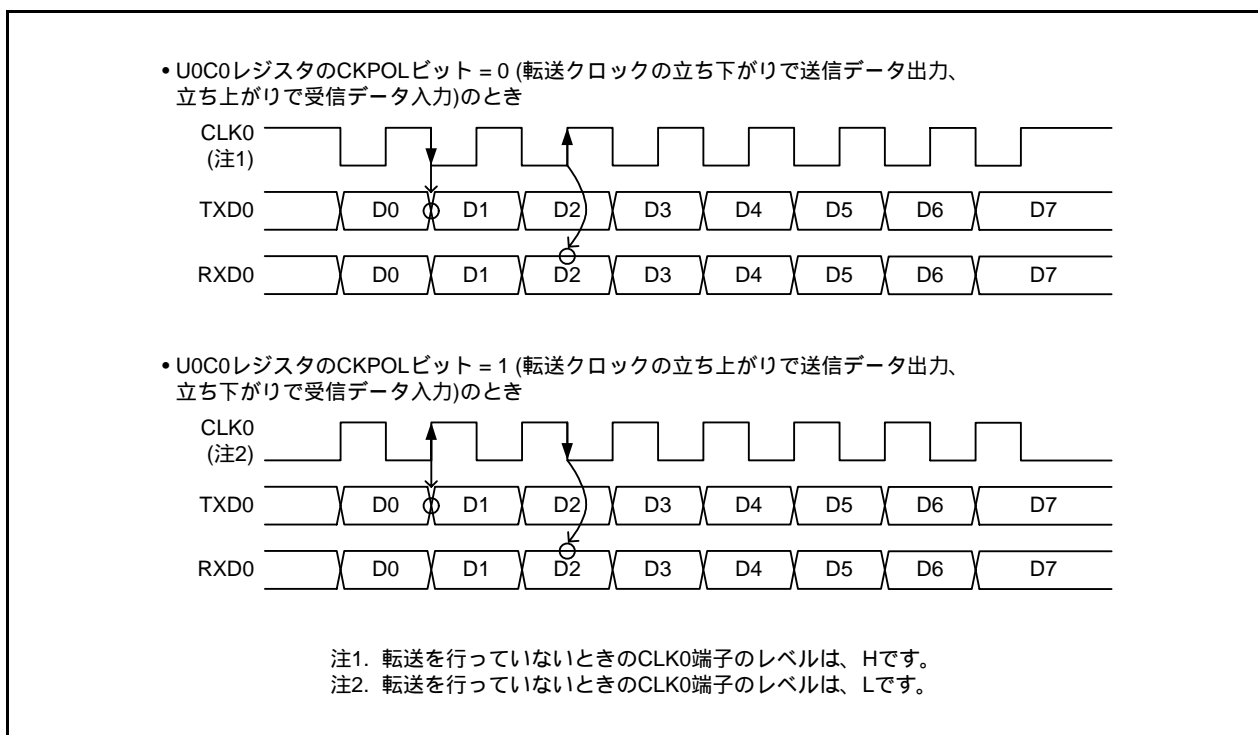 • U0C0レジスタのCKPOLビット = 0 (転送クロックの立ち下がりで送信データ出力、
立ち上がりで受信データ入力)のとき
CLK0
(注1)
TXD0 D0 D1 D2 D3 D4 D5 D6 D7
RXD0 D0 D1 D2 D3 D4 D5 D6 D7
• U0C0レジスタのCKPOLビット = 1 (転送クロックの立ち上がりで送信データ出力、
立ち下がりで受信データ入力)のとき
CLK0
(注2)
TXD0 D0 D1 D2 D3 D4 D5 D6 D7
RXD0 D0 D1 D2 D3 D4 D5 D6 D7
注1. 転送を行っていないときのCLK0端子のレベルは、Hです。
注2. 転送を行っていないときのCLK0端子のレベルは、Lです。